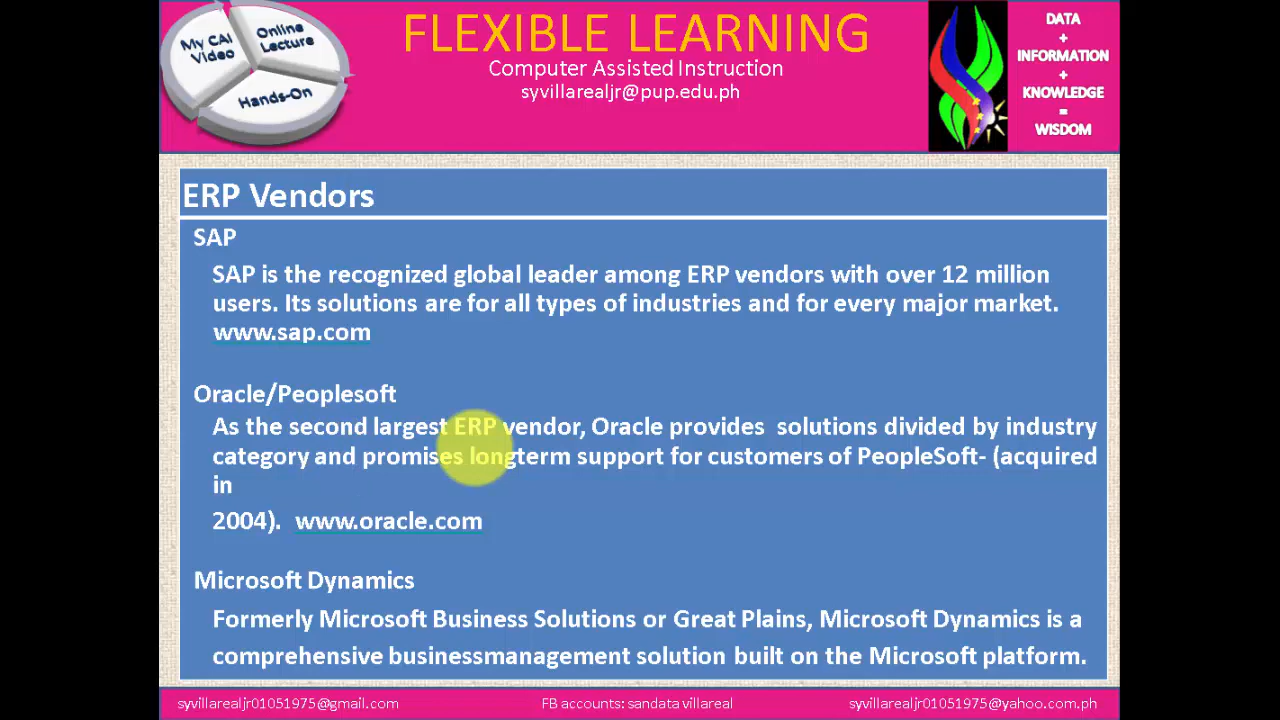 My CAI
Video
Online
Lecture
Hands-On
FLEXIBLE LEARNING
Computer Assisted Instruction
syvillarealjr@pup.edu.ph
DATA
+
INFORMATION
+
KNOWLEDGE
=
WISDOM
ERP Vendors
SAP
SAP is the recognized global leader among ERP vendors with over 12 million
users. Its solutions are for all types of industries and for every major market.
www.sap.com
Oracle/Peoplesoft
As the second largest ERP vendor, Oracle provides solutions divided by industry
category and promises longterm support for customers of PeopleSoft- (acquired
in
2004). www.oracle.com
Microsoft Dynamics
Formerly Microsoft Business Solutions or Great Plains, Microsoft Dynamics is a
comprehensive businessmanagement solution built on the Microsoft platform.
syvillarealjr01051975@gmail.com
FB accounts: sandata villareal
syvillarealjr01051975@yahoo.com.ph